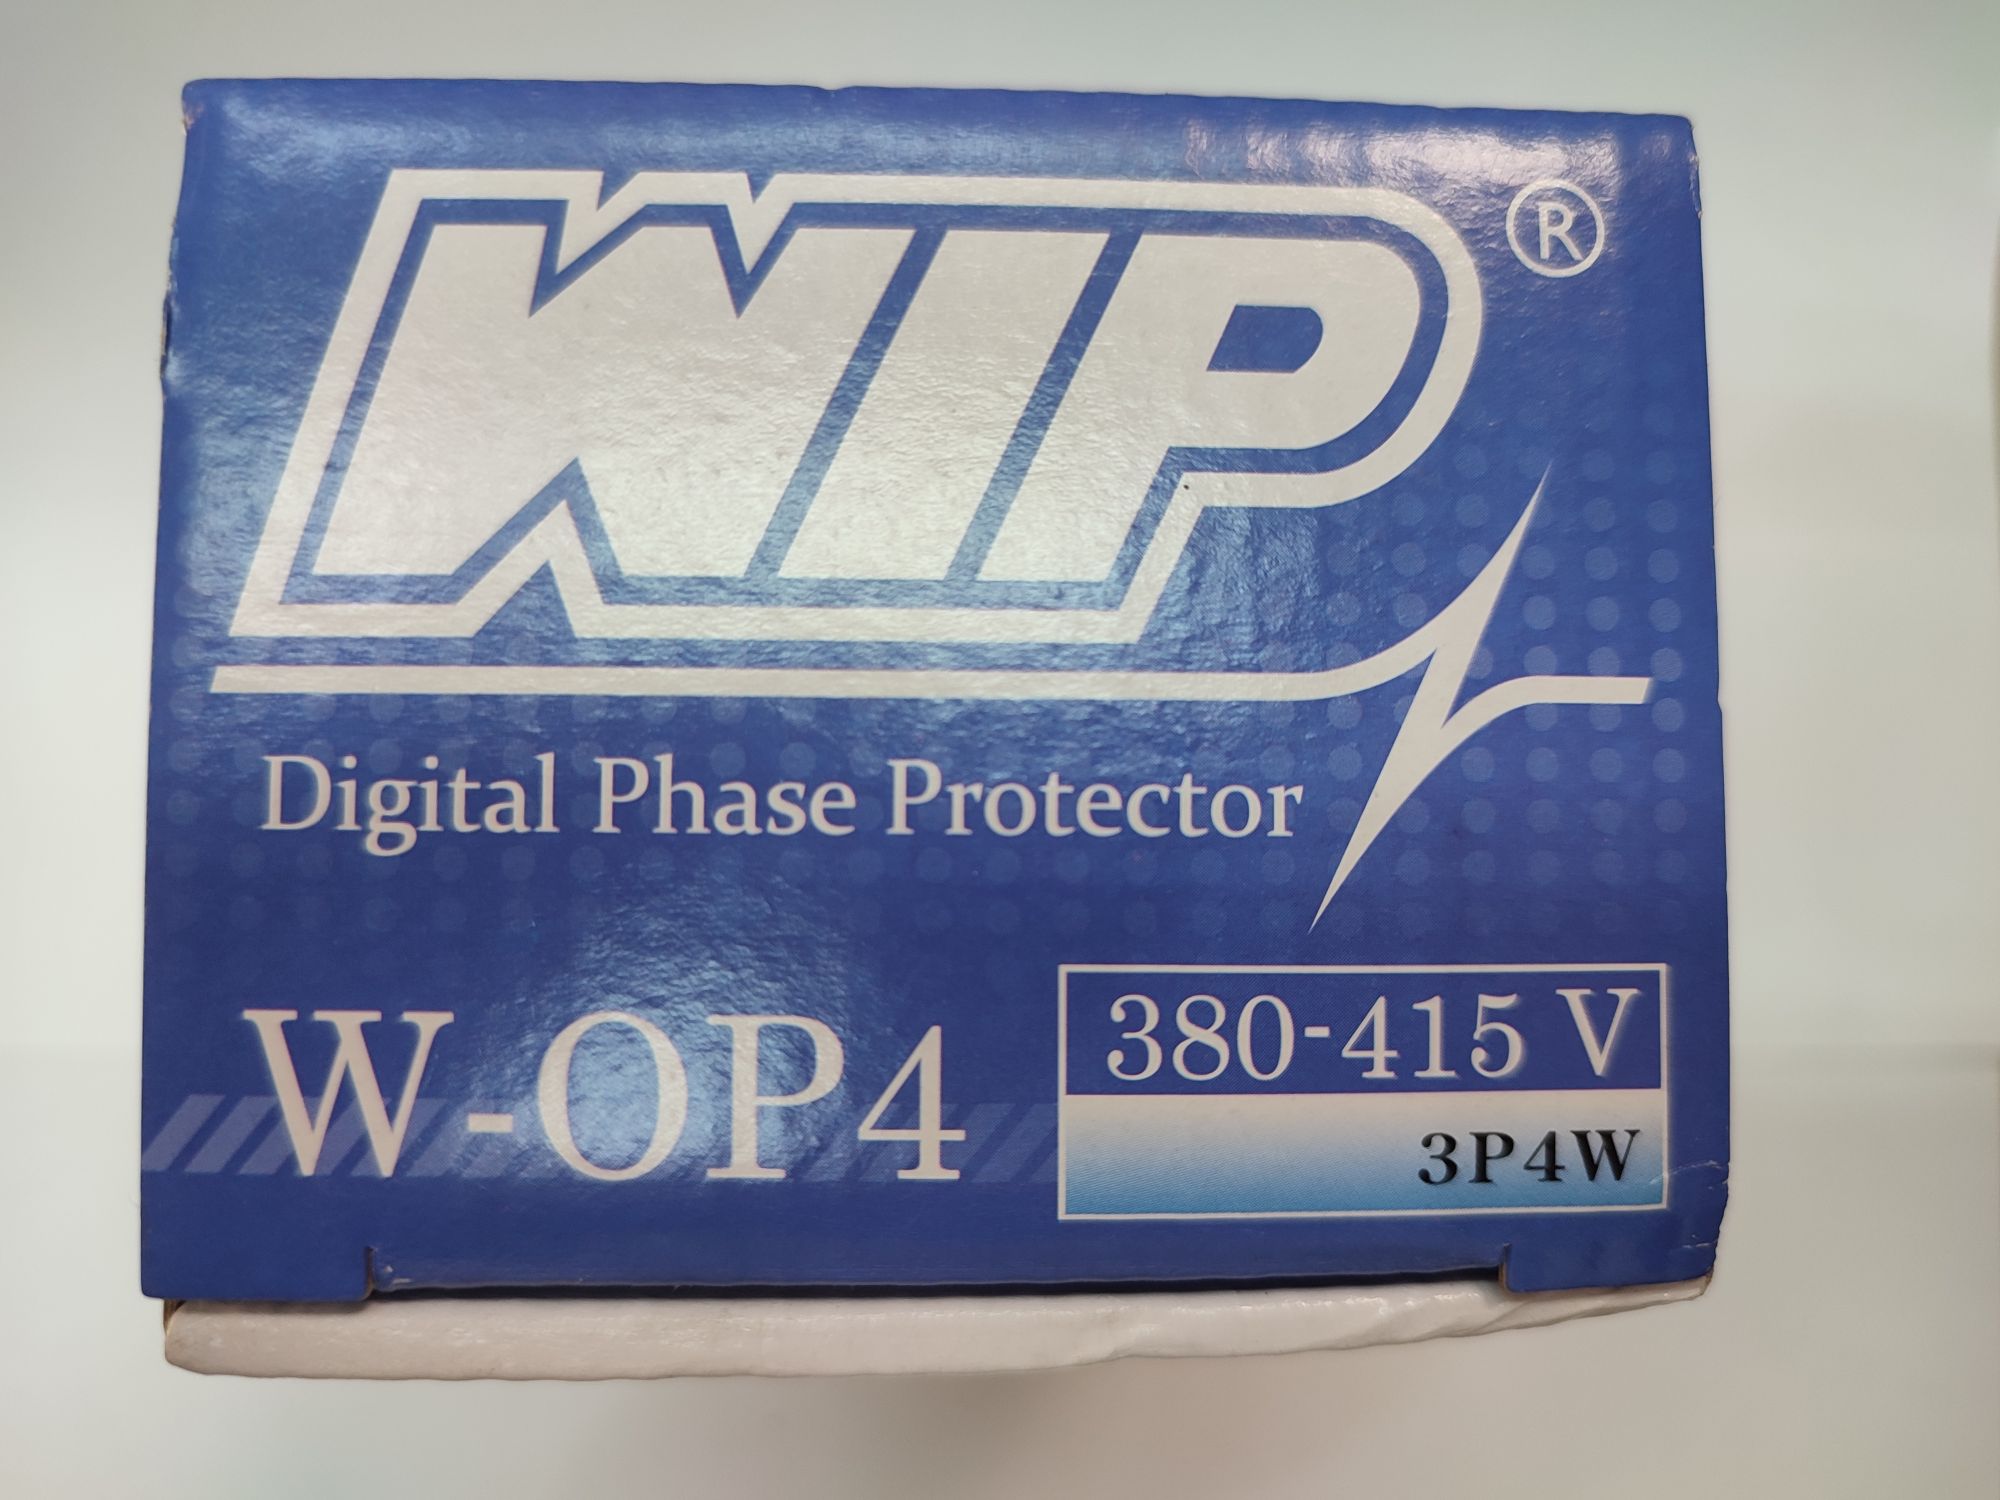 WIP®
Digital Phase Protector
W-OP4
380-415 V
3P4W